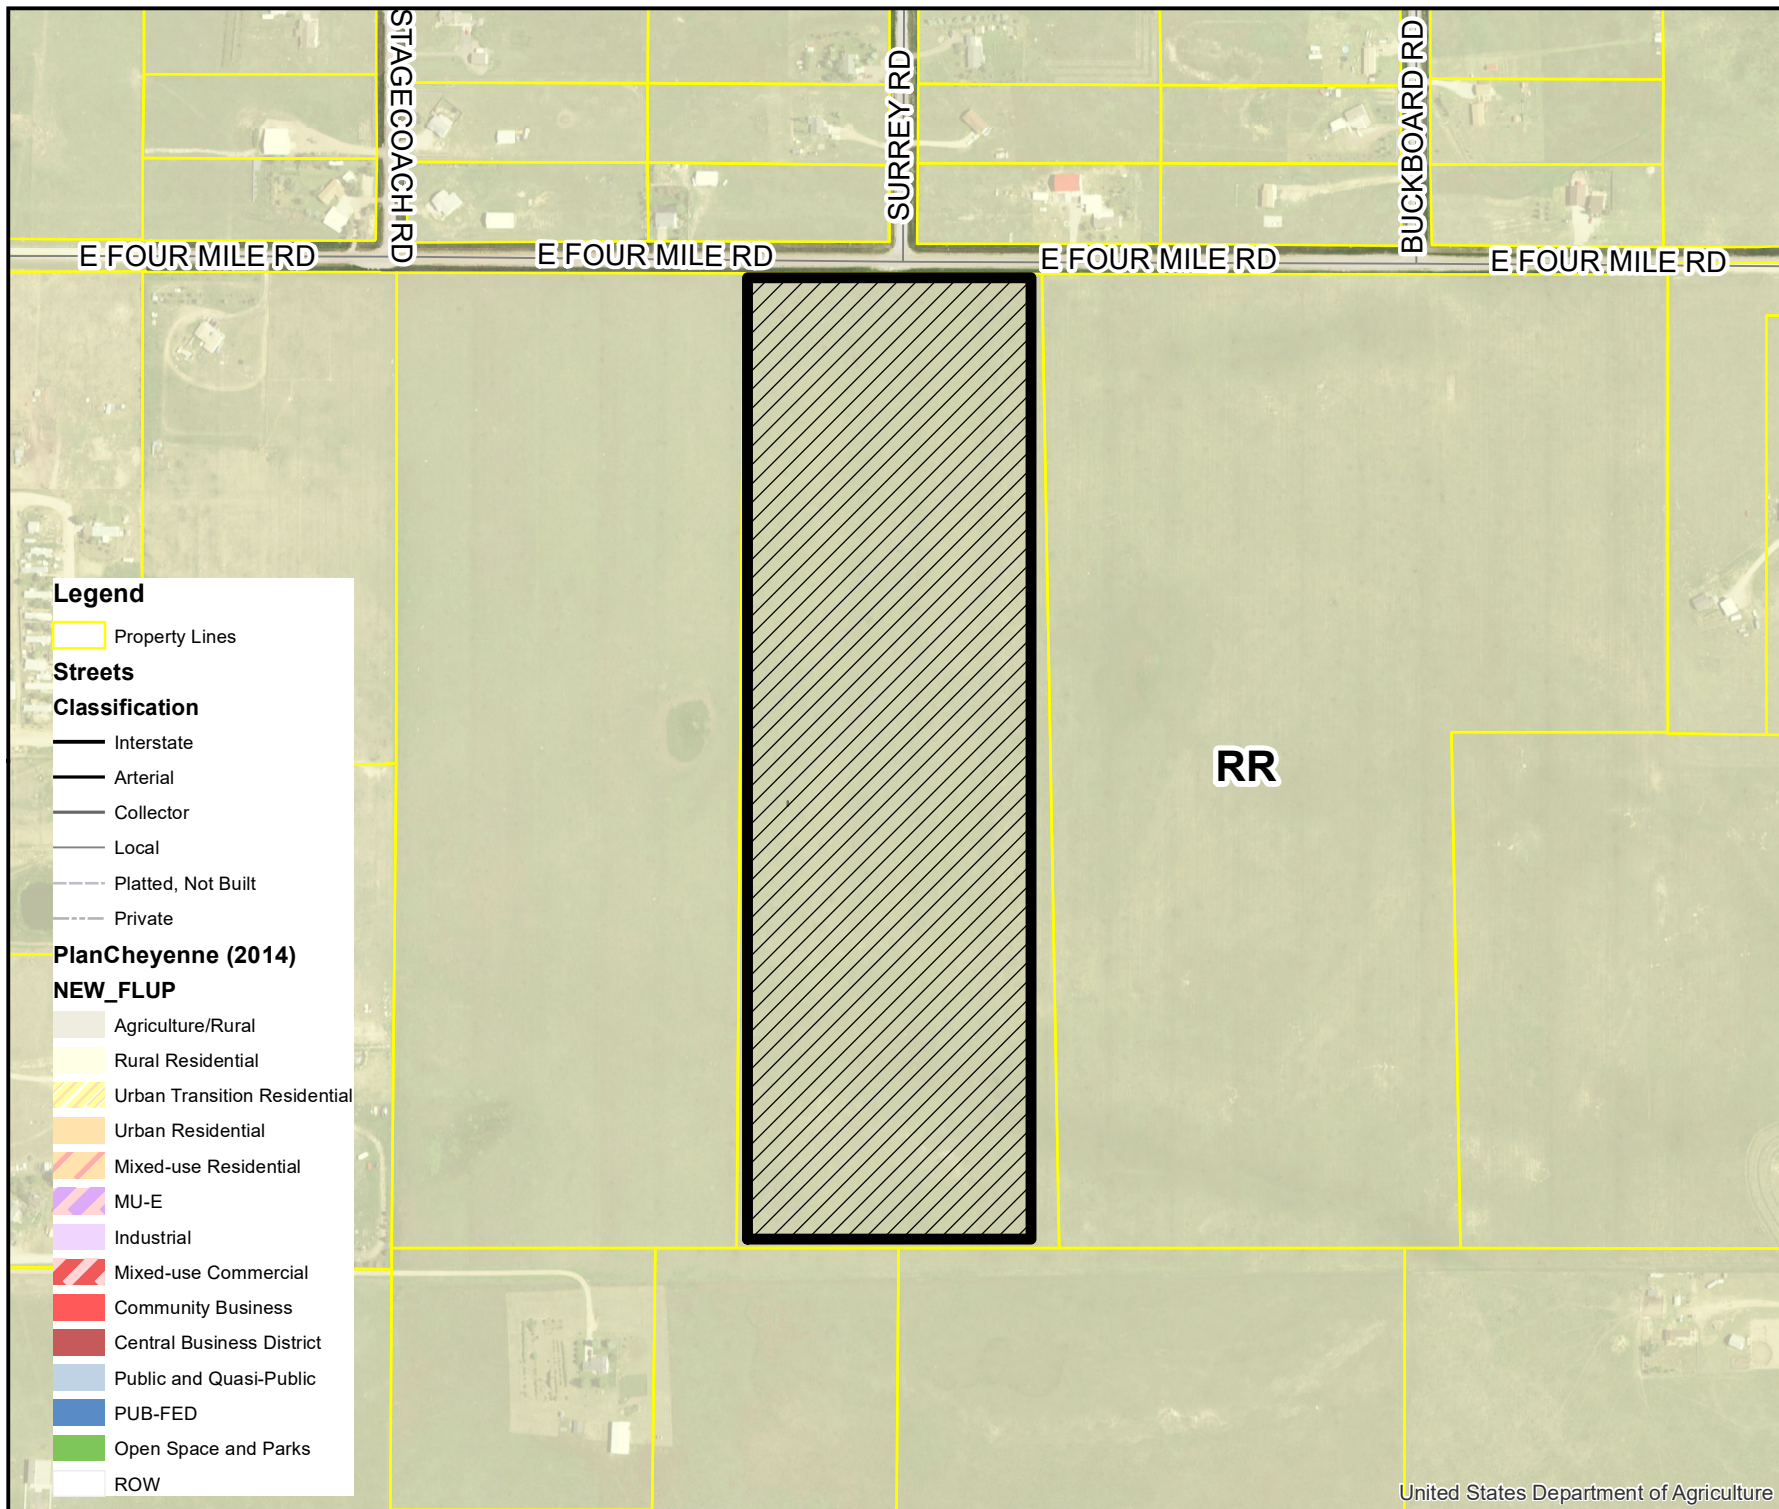 STAGECOACH RD
SURREY RD
BUCKBOARD RD
E FOUR MILE RD
E FOUR MILE RD
E FOUR MILE RD
E FOUR MILE RD
RR
Legend
Property Lines
Streets
Classification
Interstate
Arterial
Collector
Local
Platted, Not Built
Private
PlanCheyenne (2014)
NEW_FLUP
Agriculture/Rural
Rural Residential
Urban Transition Residential
Urban Residential
Mixed-use Residential
MU-E
Industrial
Mixed-use Commercial
Community Business
Central Business District
Public and Quasi-Public
PUB-FED
Open Space and Parks
ROW
United States Department of Agriculture